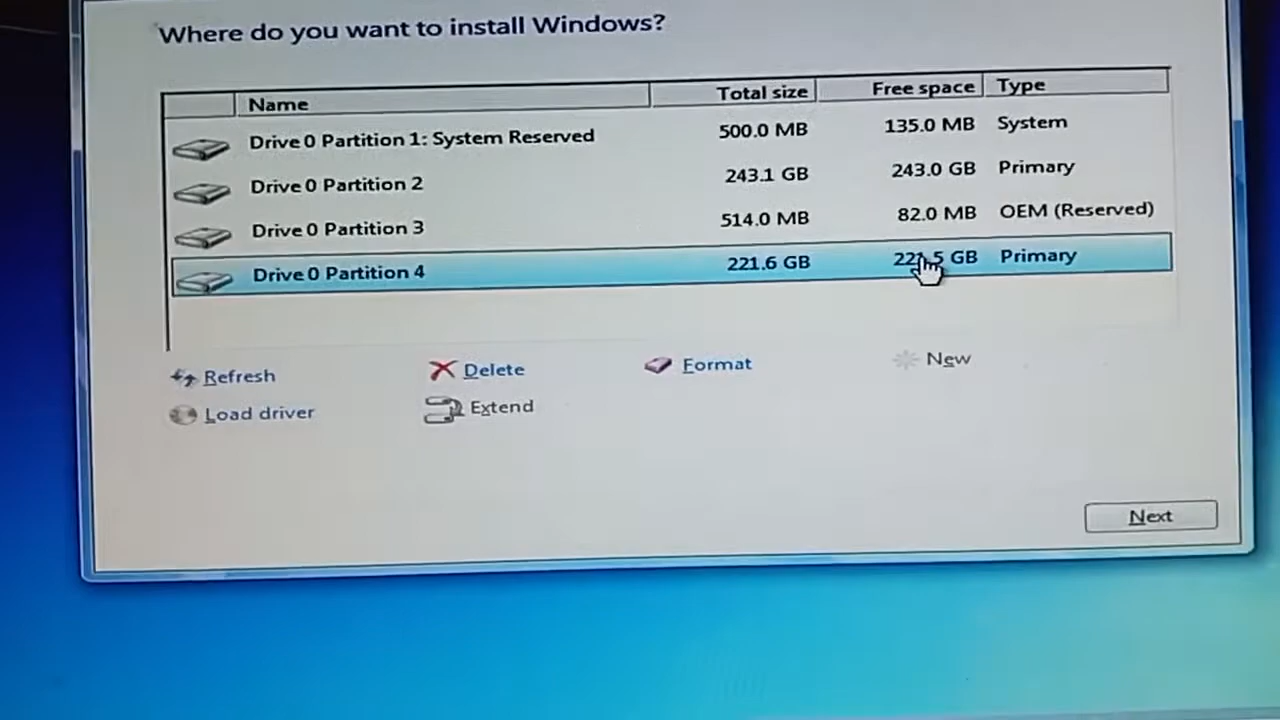 Where do you want to install Windows?
Name Total size Free space Type
Drive 0 Partition 1: System Reserved 500.0 MB 135.0 MB System
Drive 0 Partition 2 243.1 GB 243.0 GB Primary
Drive 0 Partition 3 514.0 MB 82.0 MB OEM (Reserved)
Drive 0 Partition 4 221.6 GB 221.5 GB Primary
Refresh Delete Format New
Load driver Extend
Next